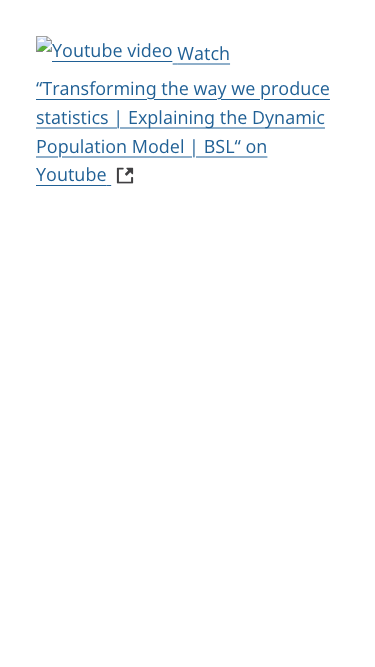 Youtube video Watch
“Transforming the way we produce
statistics | Explaining the Dynamic
Population Model | BSL“ on
Youtube